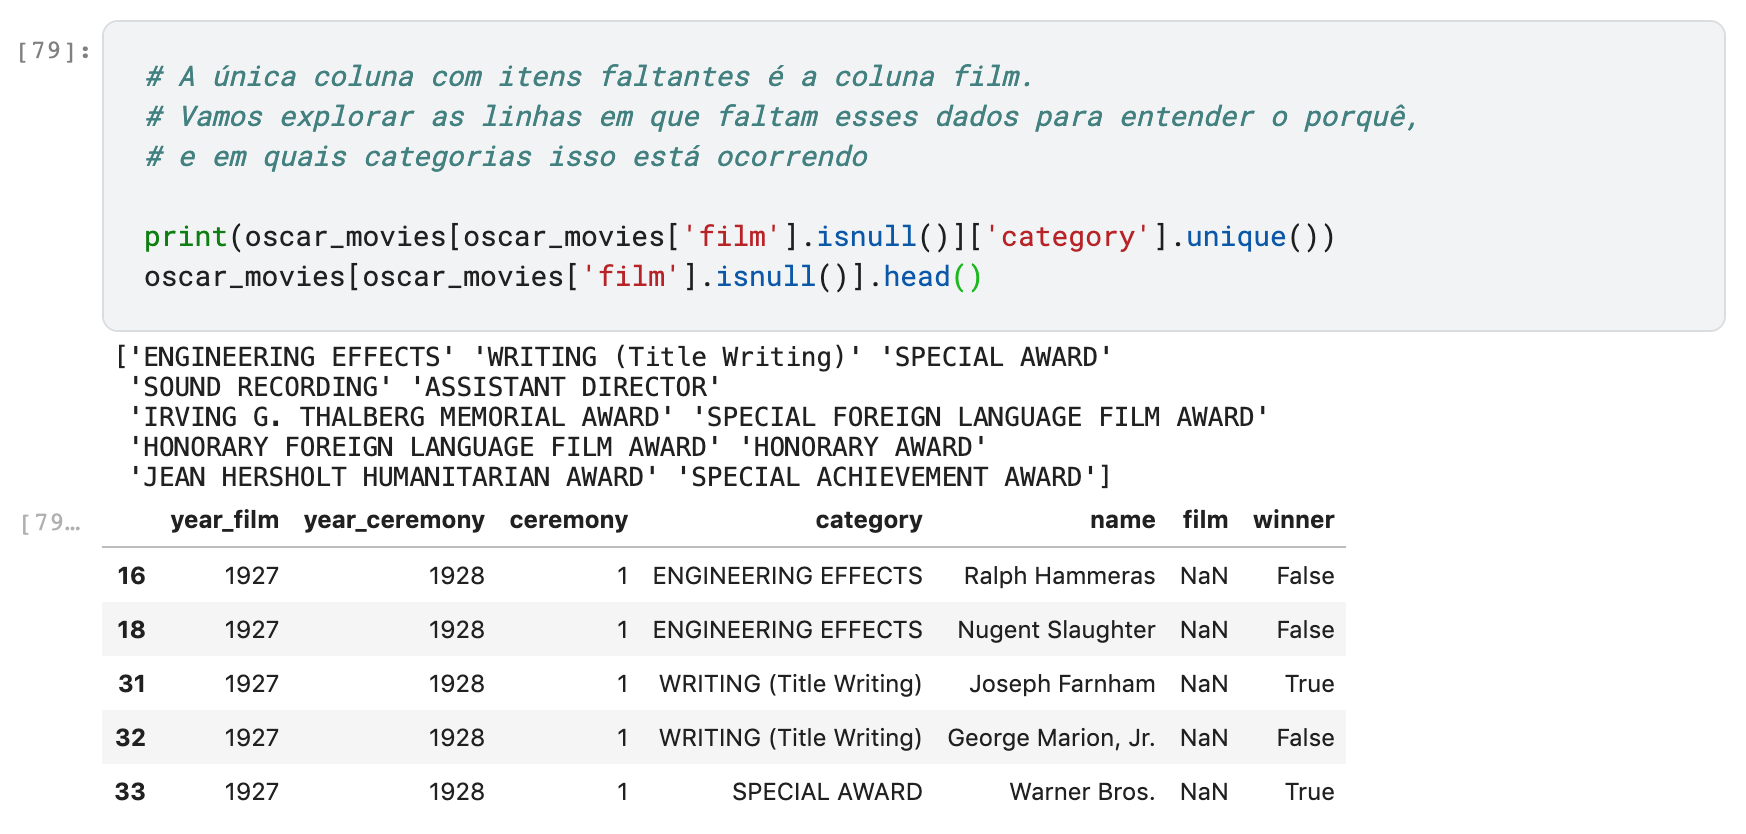 [79]:
# A única coluna com itens faltantes é a coluna film.
# Vamos explorar as linhas em que faltam esses dados para entender o porquê,
# e em quais categorias isso está ocorrendo
print(oscar_movies[oscar_movies['film'].isnull()]['category'].unique())
oscar_movies[oscar_movies['film'].isnull()].head()
['ENGINEERING EFFECTS' 'WRITING (Title Writing)' 'SPECIAL AWARD'
'SOUND RECORDING' 'ASSISTANT DIRECTOR'
'IRVING G. THALBERG MEMORIAL AWARD' 'SPECIAL FOREIGN LANGUAGE FILM AWARD'
'HONORARY FOREIGN LANGUAGE FILM AWARD' 'HONORARY AWARD'
'JEAN HERSHOLT HUMANITARIAN AWARD' 'SPECIAL ACHIEVEMENT AWARD']
[79… year_film year_ceremony ceremony category name film winner
16 1927 1928 1 ENGINEERING EFFECTS Ralph Hammeras NaN False
18 1927 1928 1 ENGINEERING EFFECTS Nugent Slaughter NaN False
31 1927 1928 1 WRITING (Title Writing) Joseph Farnham NaN True
32 1927 1928 1 WRITING (Title Writing) George Marion, Jr. NaN False
33 1927 1928 1 SPECIAL AWARD Warner Bros. NaN True